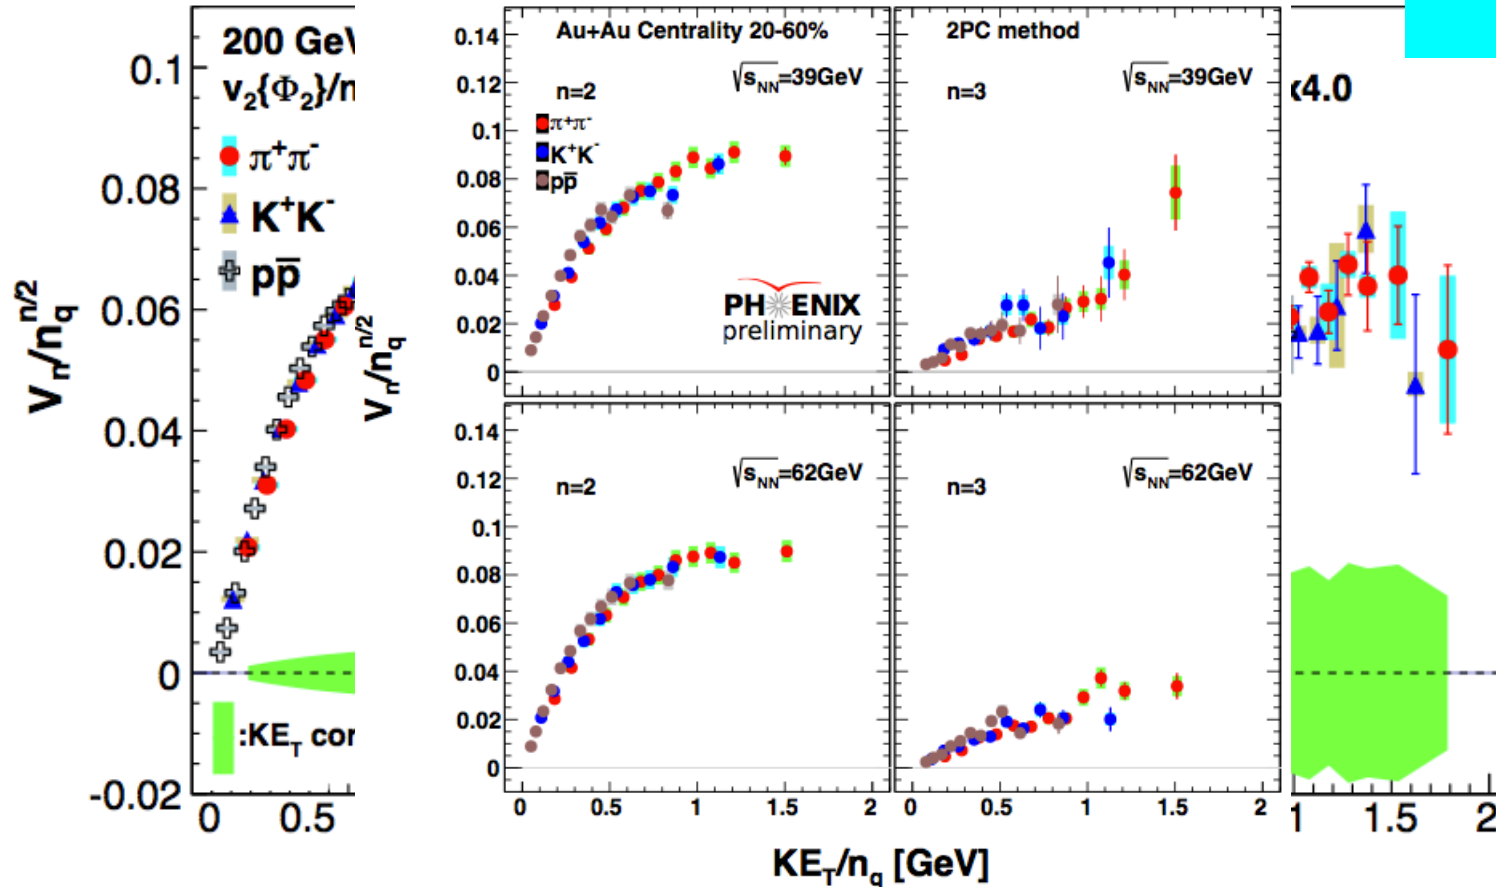 200 GeV
v2{Φ2}/n
π+π-
K+K-
pp̅
0.1
0.08
0.06
0.04
0.02
0
-0.02
vn/nq^n/2
:KET cor
0 0.5
vn/nq^n/2
Au+Au Centrality 20-60%
√sNN=39GeV
n=2
π+π-
K+K-
pp̅
PHENIX
preliminary
0.14
0.12
0.1
0.08
0.06
0.04
0.02
0
2PC method
√sNN=39GeV
n=3
n=2
√sNN=62GeV
0.14
0.12
0.1
0.08
0.06
0.04
0.02
0
n=3
√sNN=62GeV
0 0.5 1 1.5 2
0 0.5 1 1.5 2
KET/nq [GeV]
x4.0
1 1.5 2